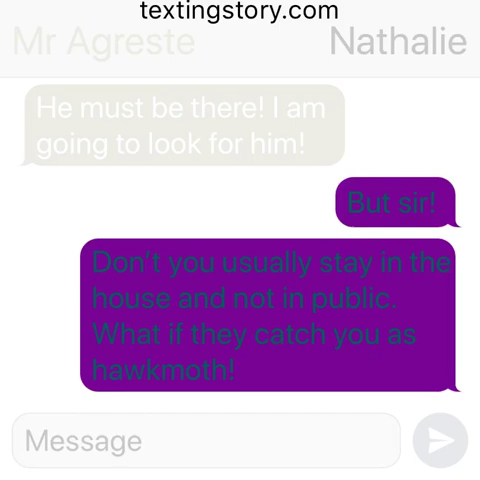 textingstory.com
Mr Agreste Nathalie
He must be there! I am
going to look for him!
But sir!
Don't you usually stay in the
house and not in public.
What if they catch you as
hawkmoth!
Message